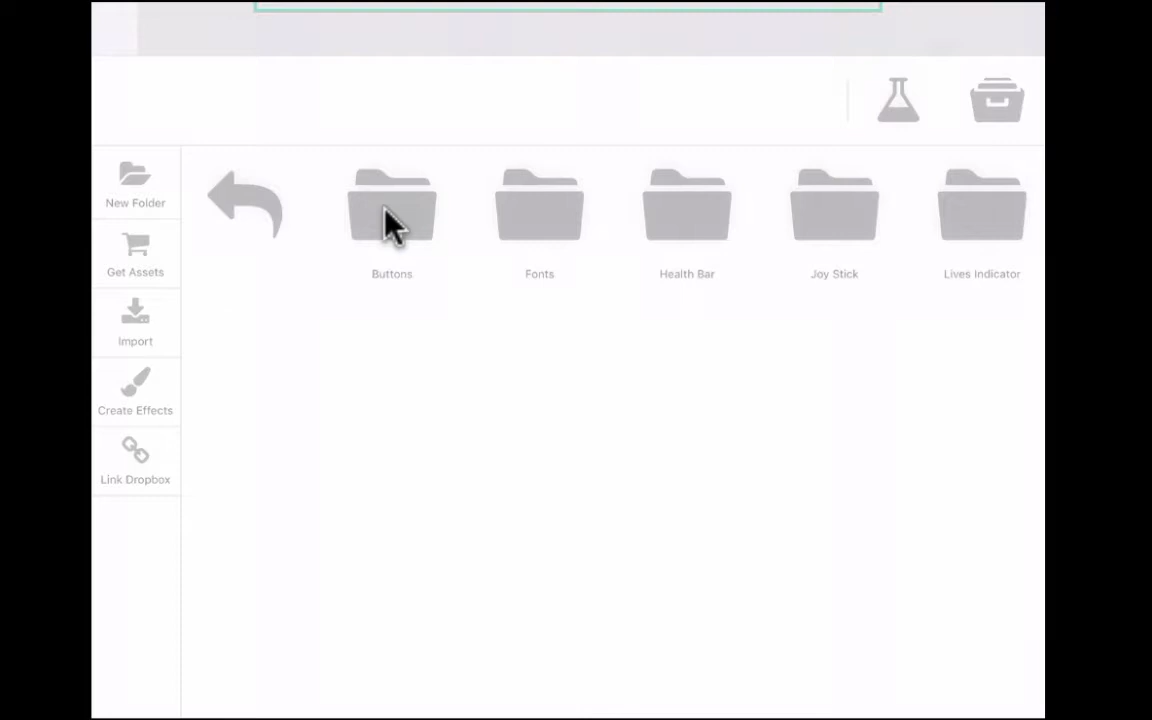 New Folder
Get Assets
Import
Create Effects
Link Dropbox
Buttons
Fonts
Health Bar
Joy Stick
Lives Indicator